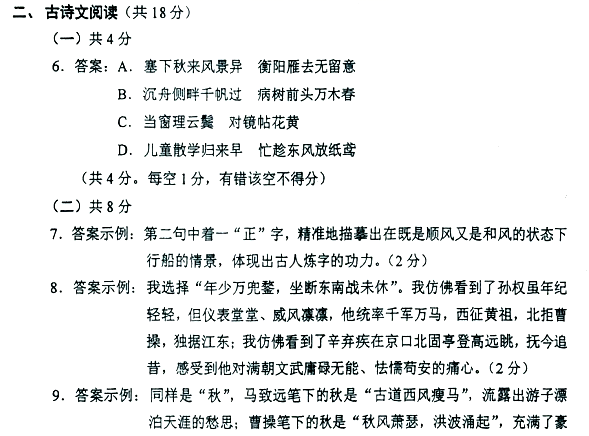 二、古诗文阅读（共18分）
（一）共4分
6．答案：A．塞下秋来风景异　衡阳雁去无留意
B．沉舟侧畔千帆过　病树前头万木春
C．当窗理云鬓　对镜帖花黄
D．儿童散学归来早　忙趁东风放纸鸢
（共4分。每空1分，有错该空不得分）
（二）共8分
7．答案示例：第二句中着一“正”字，精准地描摹出在既是顺风又是和风的状态下
行船的情景，体现出古人炼字的功力。（2分）
8．答案示例：我选择“年少万兜鍪，坐断东南战未休”。我仿佛看到了孙权虽年纪
轻轻，但仪表堂堂、威风凛凛，他统率千军万马，西征黄祖，北拒曹
操，独据江东；我仿佛看到了辛弃疾在京口北固亭登高远眺，抚今追
昔，感受到他对满朝文武庸碌无能、怯懦苟安的痛心。（2分）
9．答案示例：同样是“秋”，马致远笔下的秋是“古道西风瘦马”，流露出游子漂
泊天涯的愁思；曹操笔下的秋是“秋风萧瑟，洪波涌起”，充满了豪